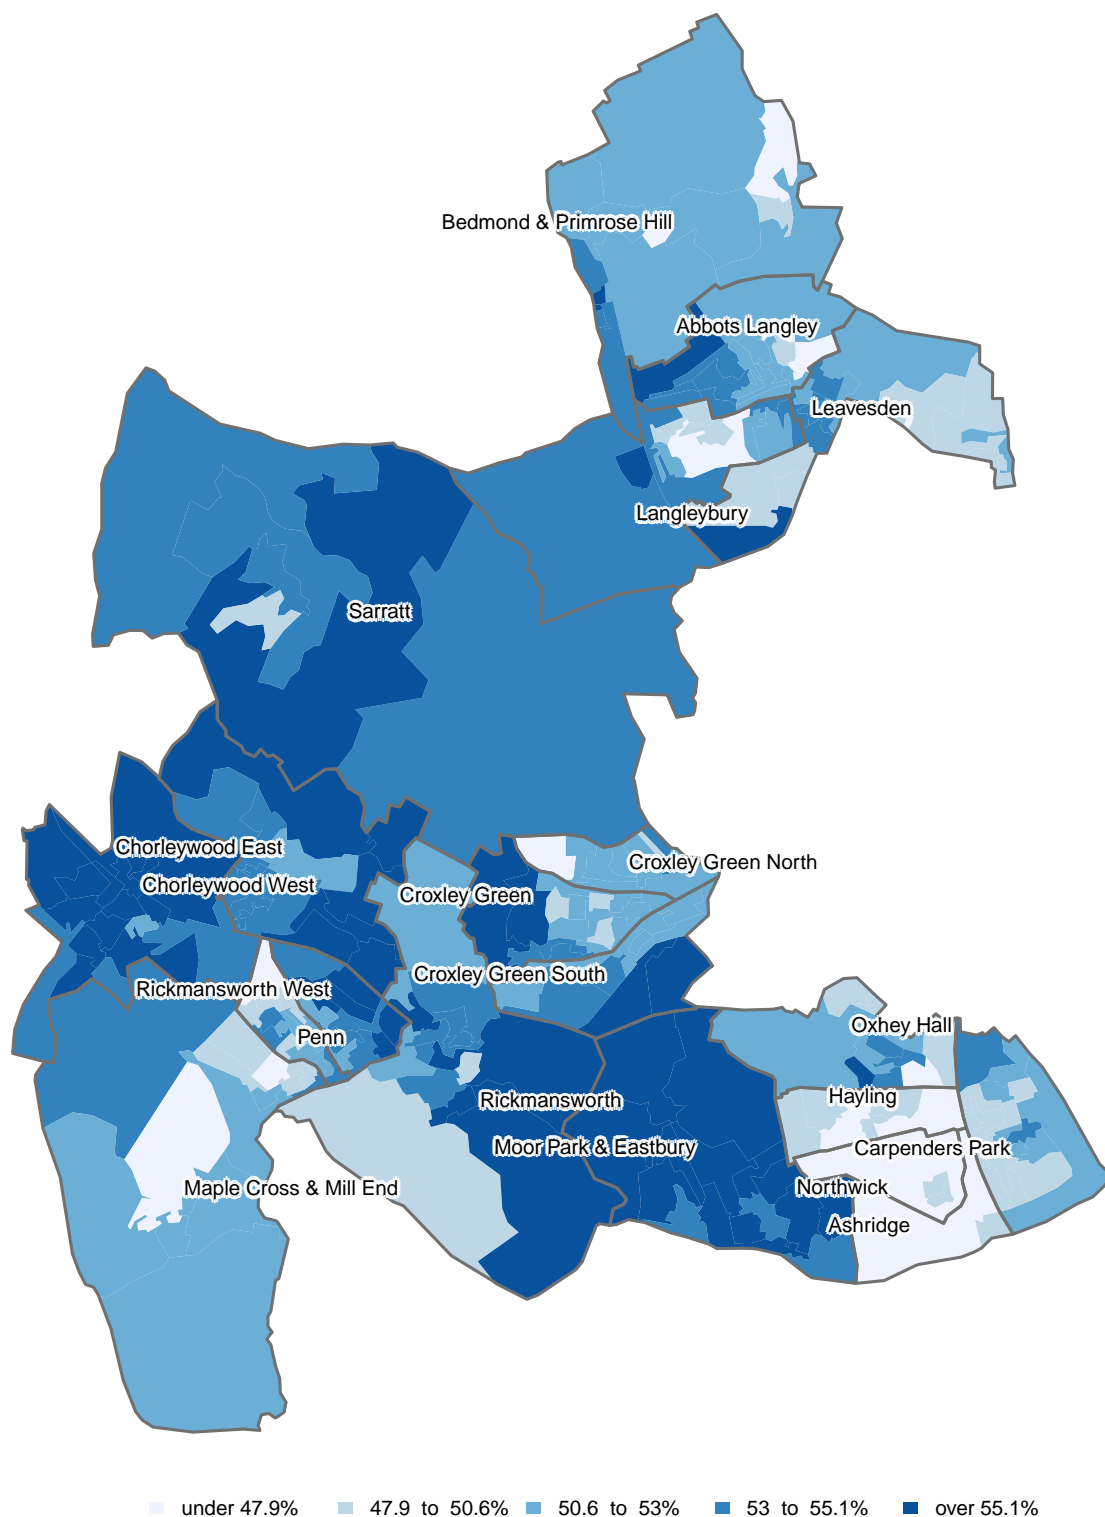 Bedmond & Primrose Hill
Abbots Langley
Leavesden
Langleybury
Sarratt
Chorleywood East
Croxley Green North
Chorleywood West
Croxley Green
Croxley Green South
Rickmansworth West
Penn
Oxhey Hall
Hayling
Rickmansworth
Moor Park & Eastbury
Carpenders Park
Maple Cross & Mill End
Northwick
Ashridge
under 47.9% 47.9 to 50.6% 50.6 to 53% 53 to 55.1% over 55.1%